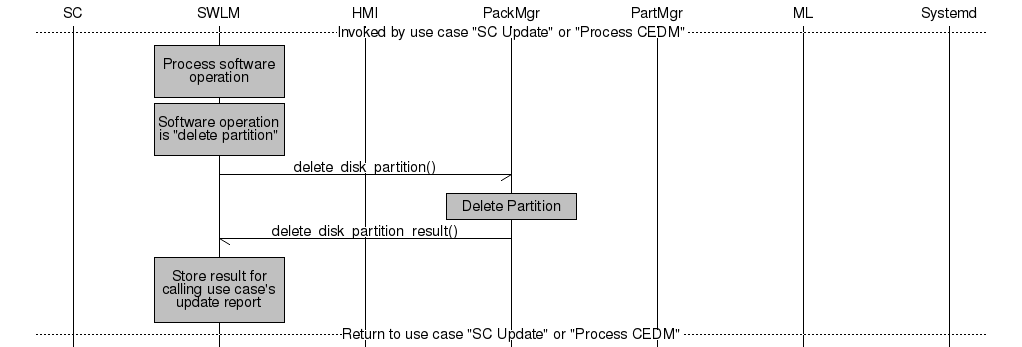 SC SWLM HMI PackMgr PartMgr ML Systemd
Invoked by use case "SC Update" or "Process CEDM"
Process software
operation
Software operation
is "delete partition"
delete_disk_partition()
Delete Partition
delete_disk_partition_result()
Store result for
calling use case's
update report
Return to use case "SC Update" or "Process CEDM"